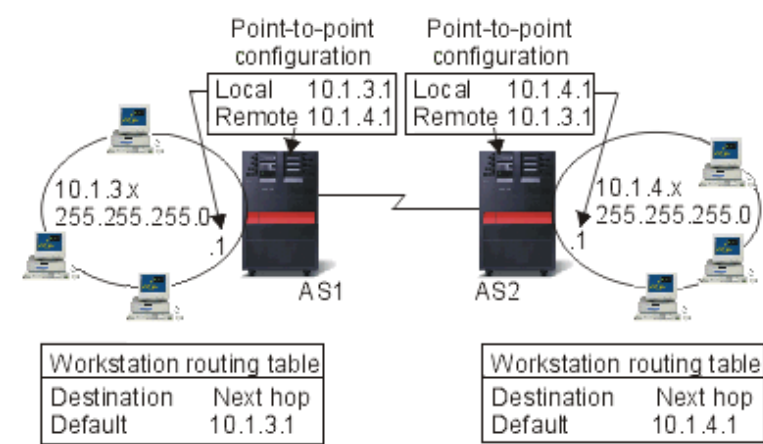 Point-to-point
configuration
Local 10.1.3.1
Remote 10.1.4.1
Point-to-point
configuration
Local 10.1.4.1
Remote 10.1.3.1
10.1.3.x
255.255.255.0
.1
AS1
AS2
10.1.4.x
255.255.255.0
.1
Workstation routing table
Destination Next hop
Default 10.1.3.1
Workstation routing table
Destination Next hop
Default 10.1.4.1